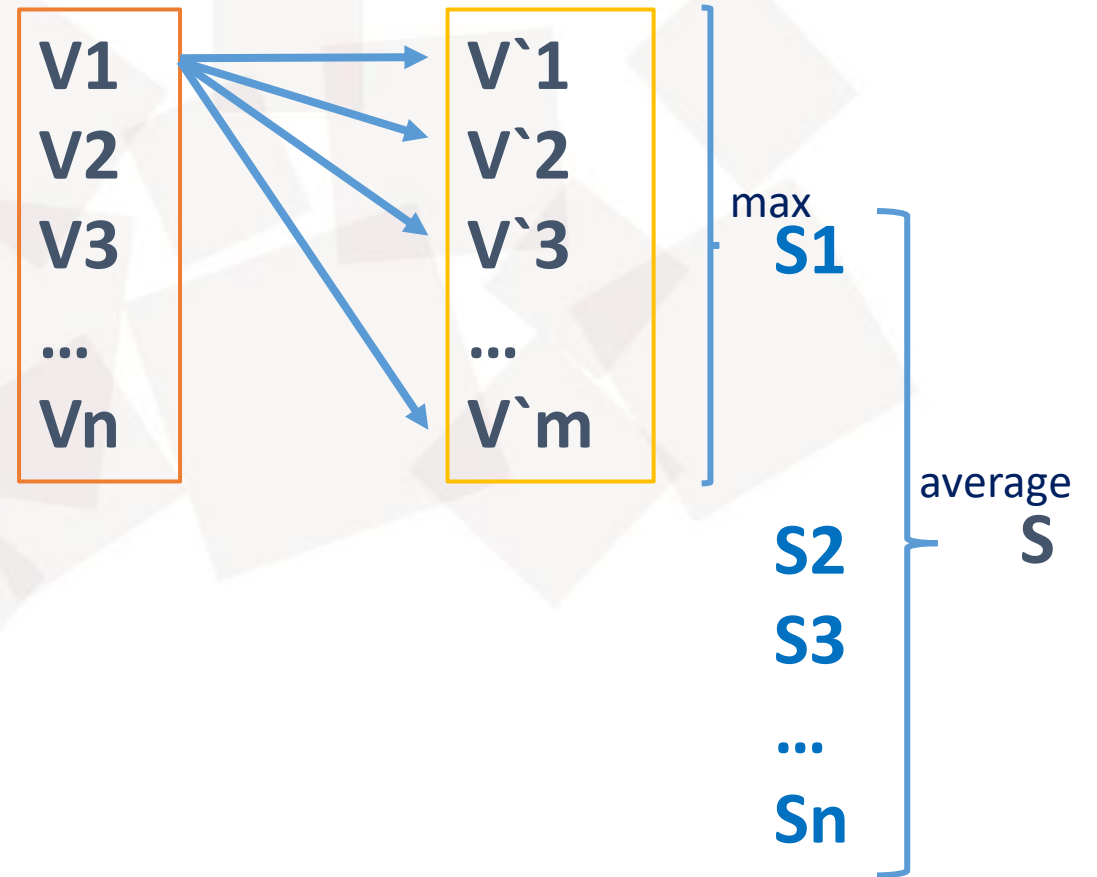 V1
V2
V3
...
Vn
V`1
V`2
V`3
...
V`m
max
S1
S2
S3
...
Sn
average
S